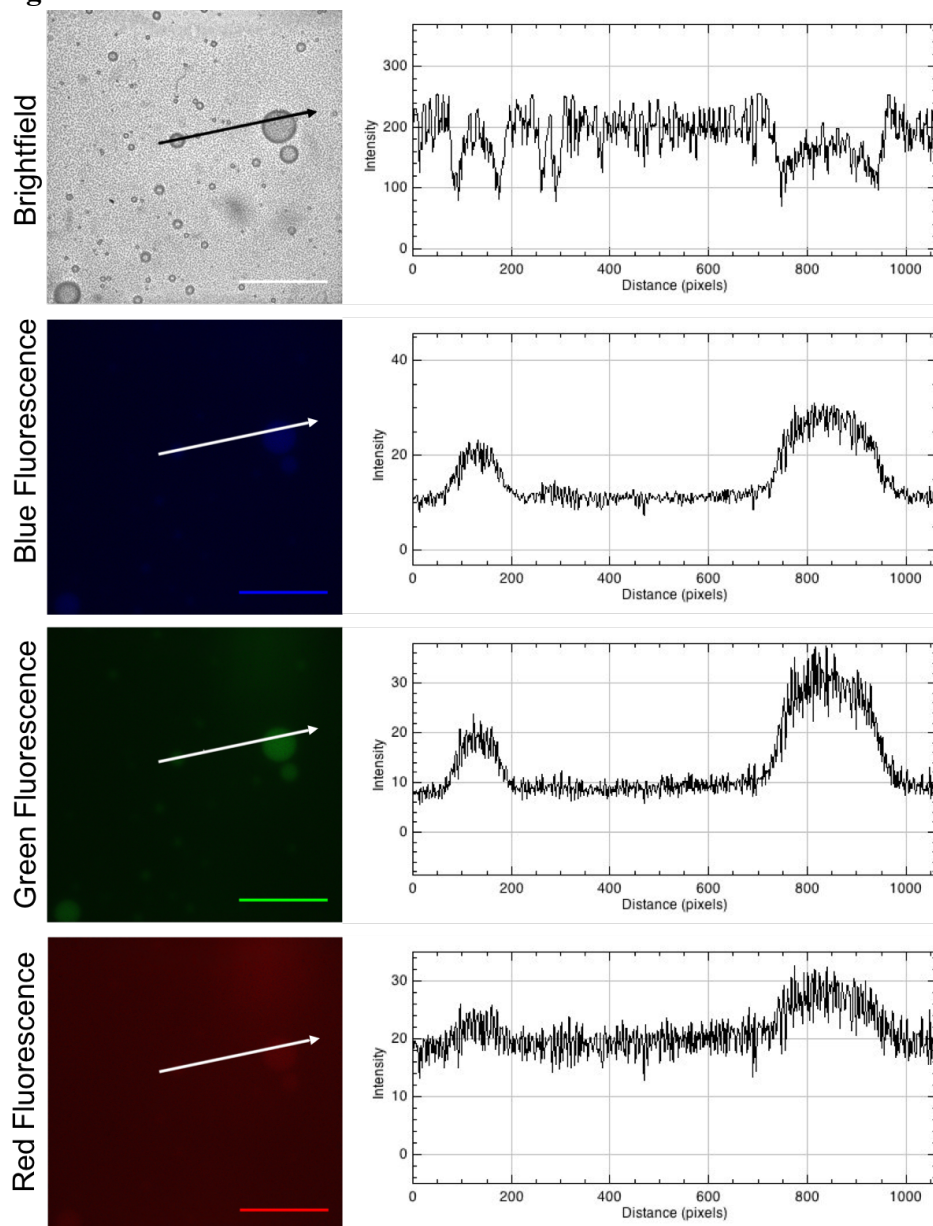 g
Brightfield
300
200
100
0
Intensity
0 200 400 600 800 1000
Distance (pixels)
Blue Fluorescence
40
20
0
Intensity
0 200 400 600 800 1000
Distance (pixels)
Green Fluorescence
30
20
10
0
Intensity
0 200 400 600 800 1000
Distance (pixels)
Red Fluorescence
30
20
10
0
Intensity
0 200 400 600 800 1000
Distance (pixels)